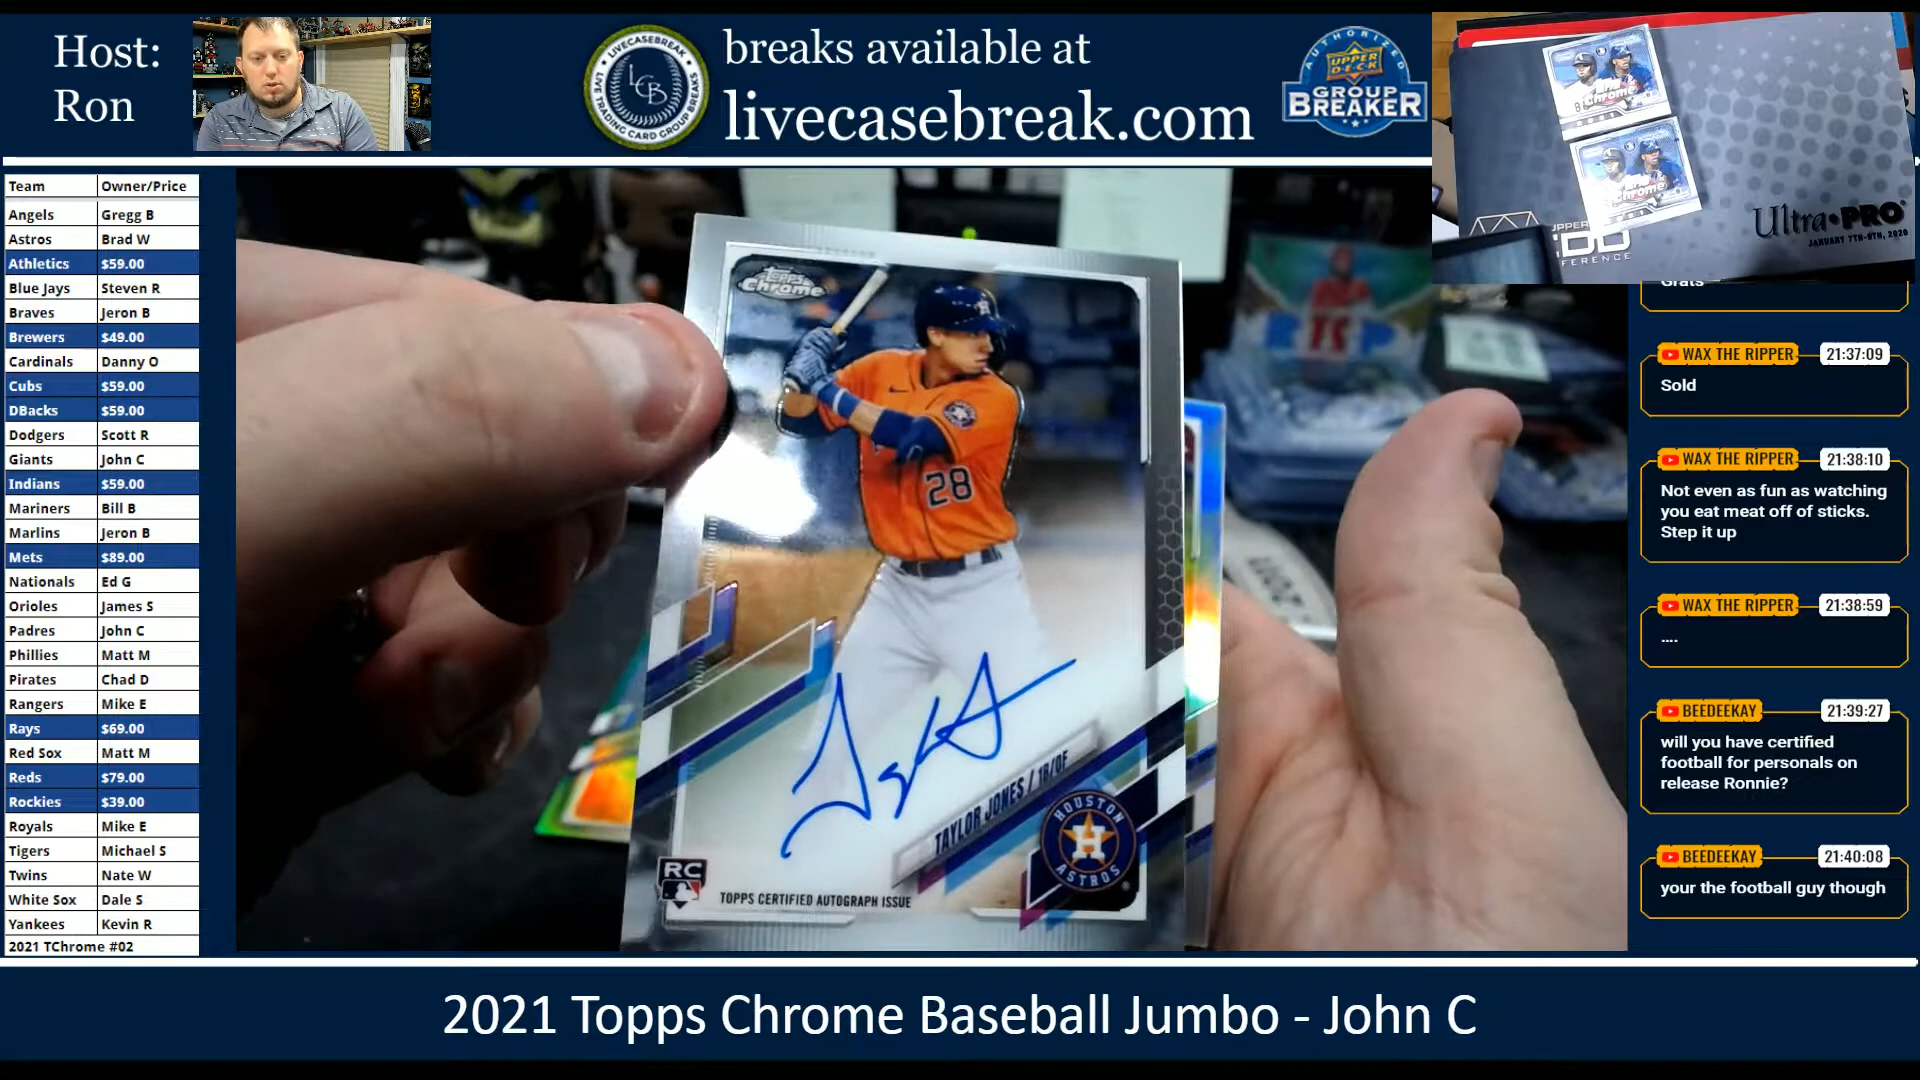 Host:
Ron
LIVECASEBREAK
LCB
LIVE TRADING CARD GROUP BREAKS
breaks available at
livecasebreak.com
AUTHORIZED
UPPER DECK
GROUP
BREAKER
Chrome
Chrome
Ultra PRO
JANUARY 7TH-9TH, 2020
Team Owner/Price
Angels Gregg B
Astros Brad W
Athletics $59.00
Blue Jays Steven R
Braves Jeron B
Brewers $49.00
Cardinals Danny O
Cubs $59.00
DBacks $59.00
Dodgers Scott R
Giants John C
Indians $59.00
Mariners Bill B
Marlins Jeron B
Mets $89.00
Nationals Ed G
Orioles James S
Padres John C
Phillies Matt M
Pirates Chad D
Rangers Mike E
Rays $69.00
Red Sox Matt M
Reds $79.00
Rockies $39.00
Royals Mike E
Tigers Michael S
Twins Nate W
White Sox Dale S
Yankees Kevin R
2021 TChrome #02
Topps
Chrome
28
TAYLOR JONES / 1B/OF
HOUSTON
H
ASTROS
RC
TOPPS CERTIFIED AUTOGRAPH ISSUE
WAX THE RIPPER 21:37:09
Sold
WAX THE RIPPER 21:38:10
Not even as fun as watching
you eat meat off of sticks.
Step it up
WAX THE RIPPER 21:38:59
....
BEEDEEKAY 21:39:27
will you have certified
football for personals on
release Ronnie?
BEEDEEKAY 21:40:08
your the football guy though
2021 Topps Chrome Baseball Jumbo - John C